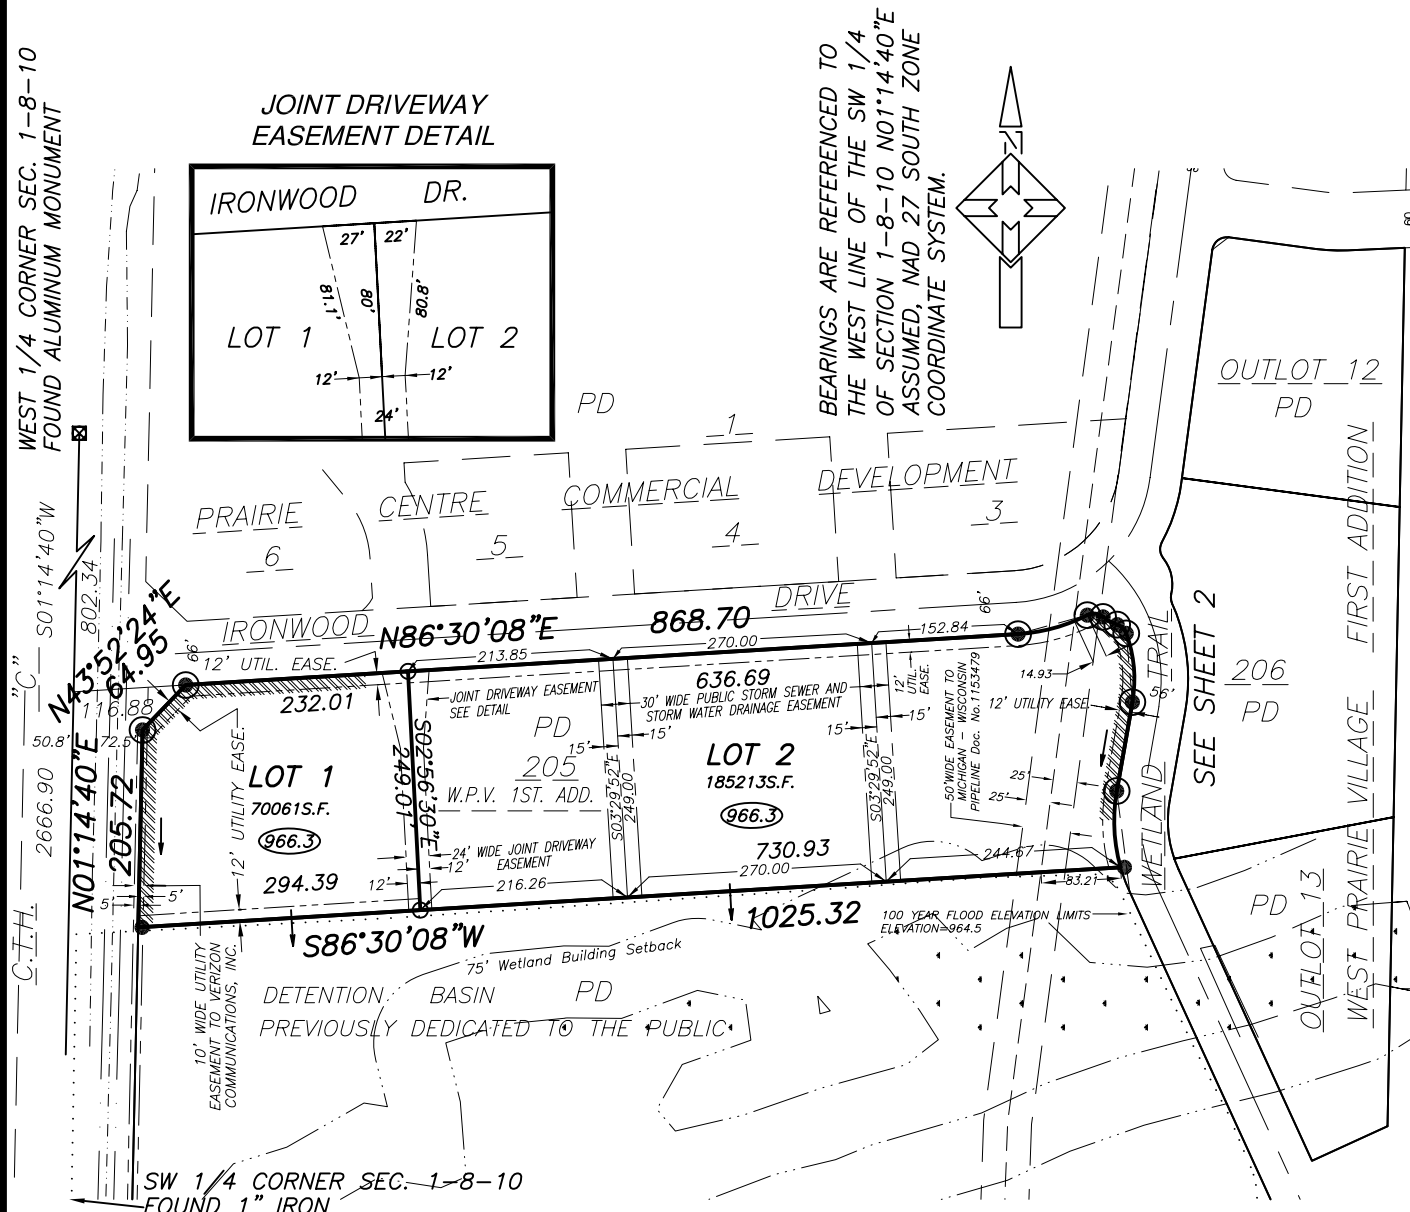 WEST 1/4 CORNER SEC. 1-8-10
FOUND ALUMINUM MONUMENT
JOINT DRIVEWAY
EASEMENT DETAIL
IRONWOOD DR.
27' 22'
81.1'
80'
80.8'
LOT 1
LOT 2
12'
12'
24'
BEARINGS ARE REFERENCED TO
THE WEST LINE OF THE SW 1/4
OF SECTION 1-8-10 N01°14'40"E
ASSUMED, NAD 27 SOUTH ZONE
COORDINATE SYSTEM.
N
OUTLOT 12
PD
PD
1
PRAIRIE CENTRE COMMERCIAL DEVELOPMENT
6
5
4
3
IRONWOOD DRIVE
66'
66'
N86°30'08"E
868.70
12' UTIL. EASE.
213.85
270.00
152.84
232.01
636.69
N43°52'24"E
64.95
116.88
50.8'
72.5'
S01°14'40"W
802.34
C.T.H. "C"
2666.90
N01°14'40"E
205.72
12' UTILITY EASE.
LOT 1
70061S.F.
966.3
294.39
JOINT DRIVEWAY EASEMENT
SEE DETAIL
S02°56'30"E
249.01'
PD
205
W.P.V. 1ST. ADD.
24' WIDE JOINT DRIVEWAY
EASEMENT
12'
12'
216.26
30' WIDE PUBLIC STORM SEWER AND
STORM WATER DRAINAGE EASEMENT
15'
15'
S03°29'52"E
249.00
LOT 2
185213S.F.
966.3
730.93
270.00
15'
15'
S03°29'52"E
249.00
12'
UTIL.
EASE.
50'WIDE EASEMENT TO
MICHIGAN - WISCONSIN
PIPELINE Doc. No.1153479
14.93
12' UTILITY EASE.
56'
25'
25'
244.67
83.21
WETLAND TRAIL
SEE SHEET 2
206
PD
WEST PRAIRIE VILLAGE FIRST ADDITION
OUTLOT 13
PD
5'
5'
10' WIDE UTILITY
EASEMENT TO VERIZON
COMMUNICATIONS, INC.
S86°30'08"W
1025.32
100 YEAR FLOOD ELEVATION LIMITS
ELEVATION=964.5
75' Wetland Building Setback
DETENTION BASIN PD
PREVIOUSLY DEDICATED TO THE PUBLIC
SW 1/4 CORNER SEC. 1-8-10
FOUND 1" IRON